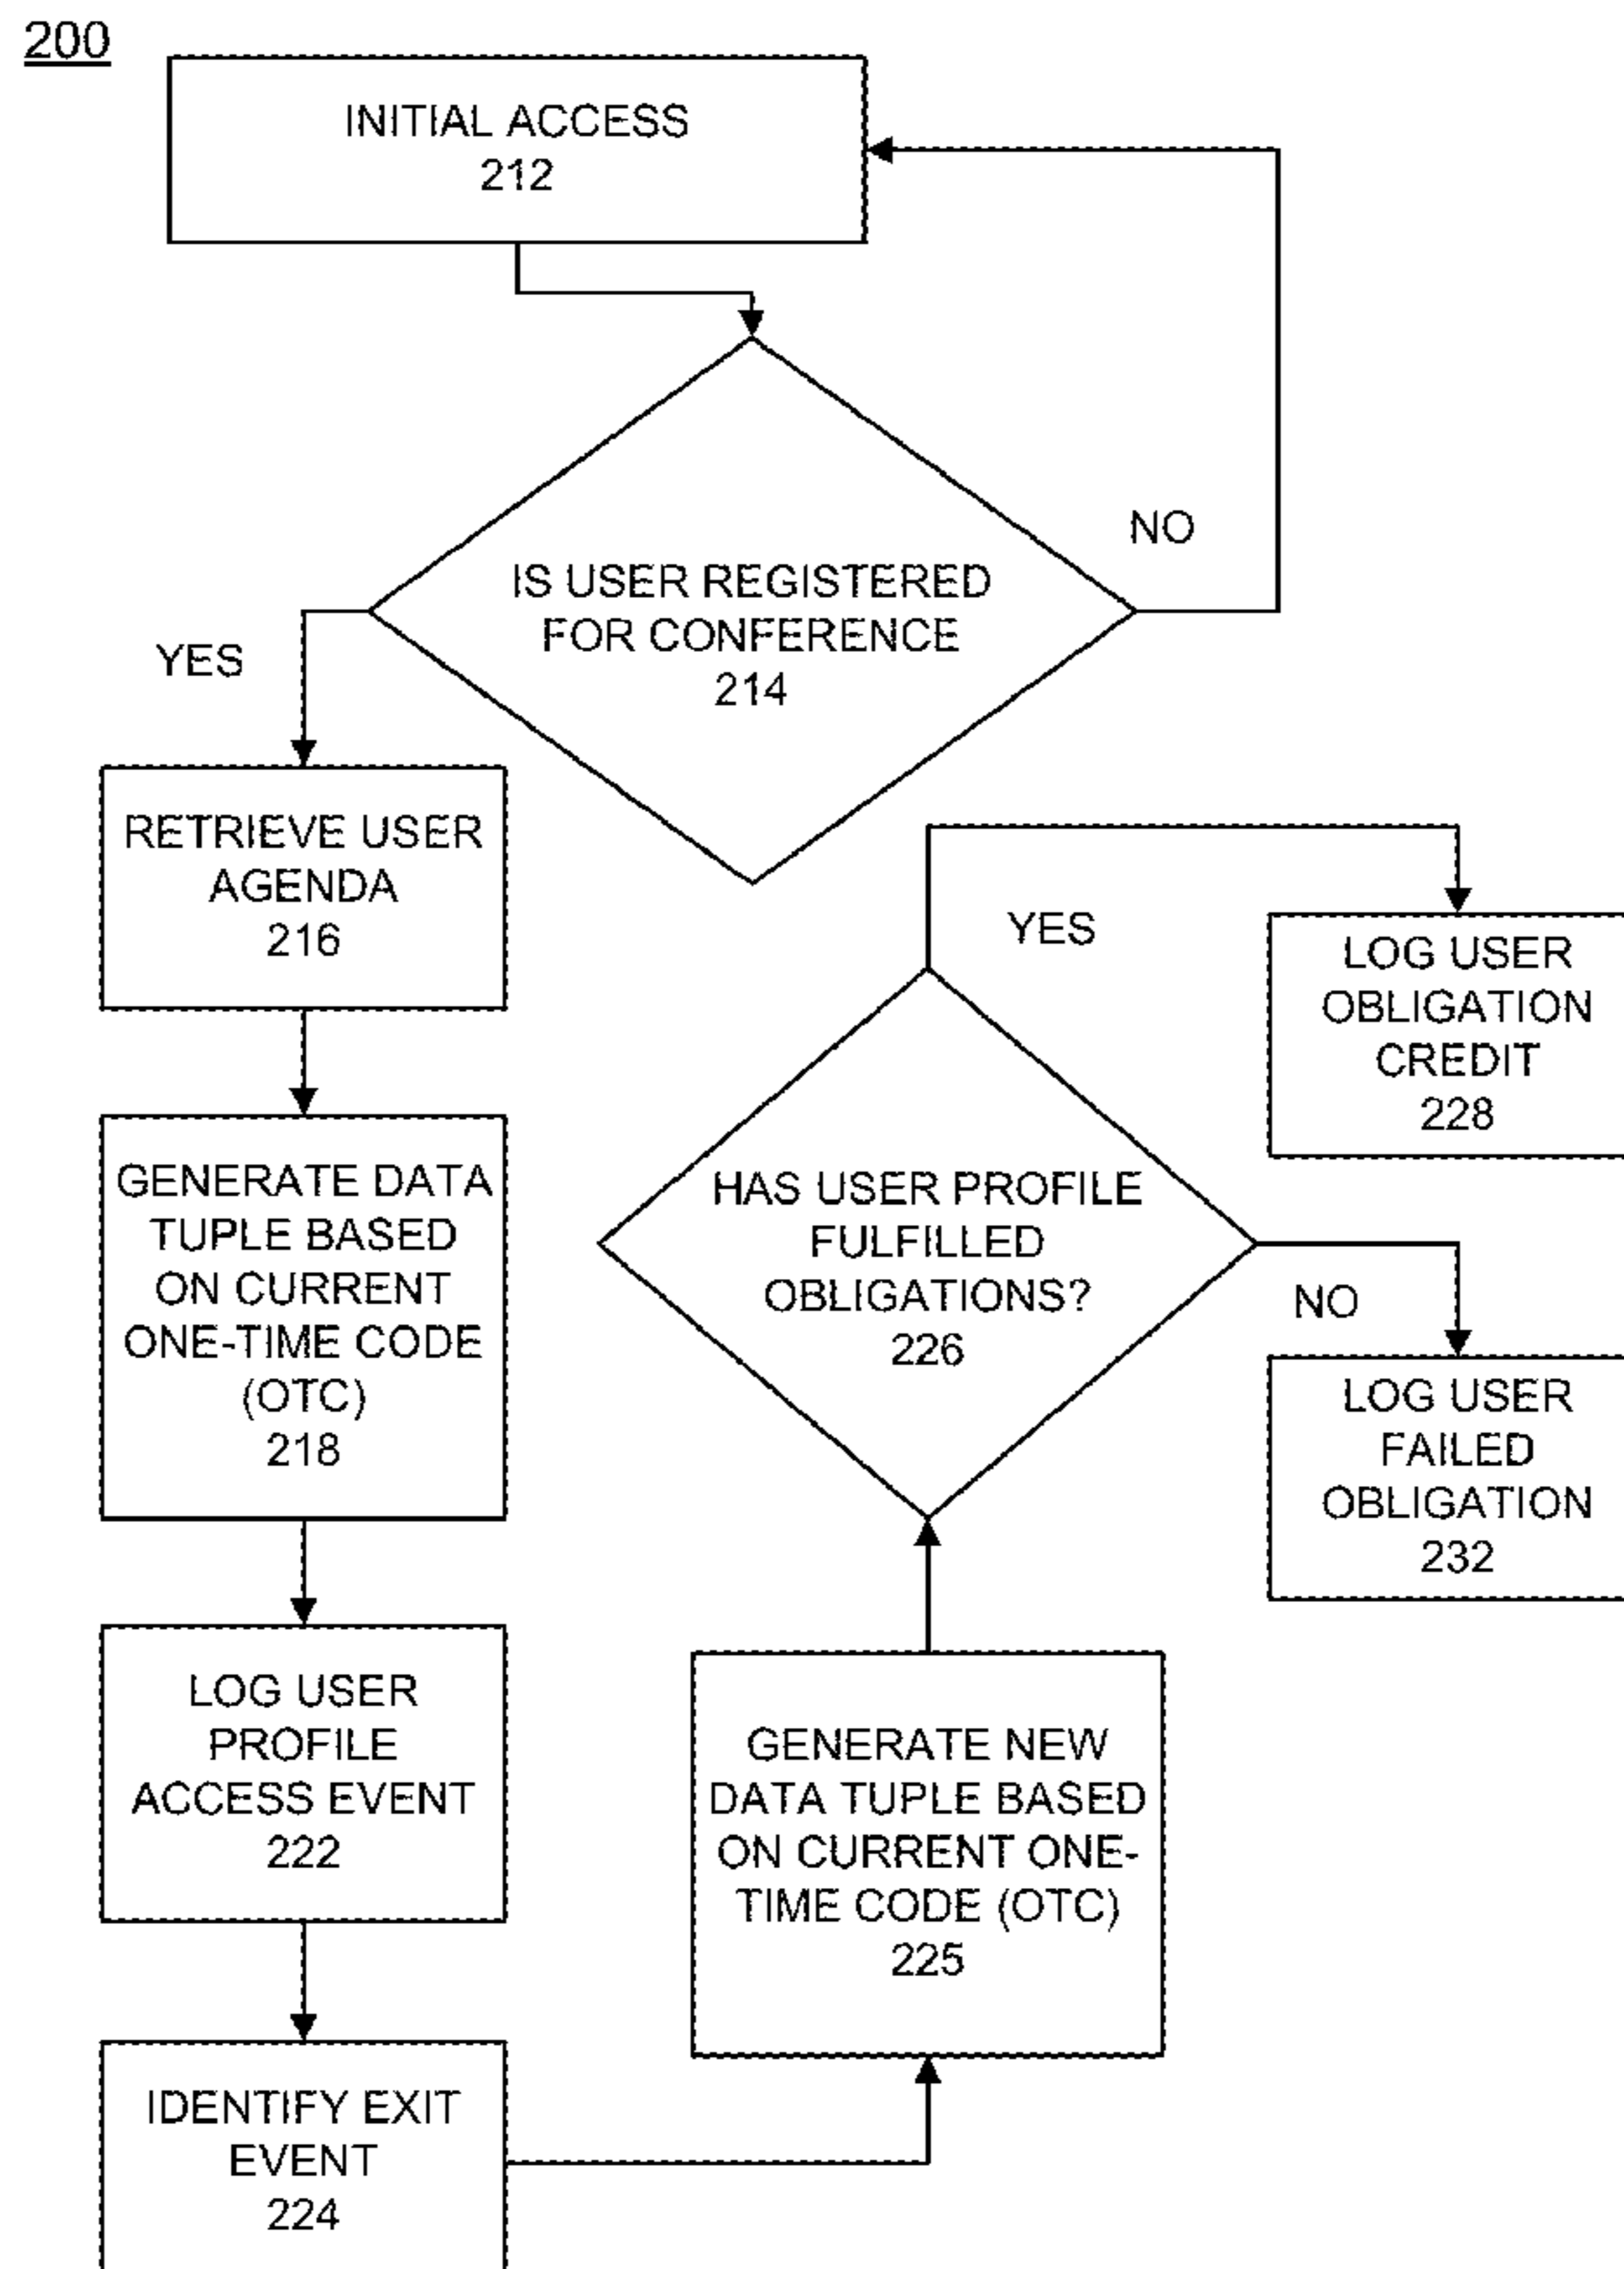 200
INITIAL ACCESS
212
IS USER REGISTERED
FOR CONFERENCE
214
NO
YES
RETRIEVE USER
AGENDA
216
GENERATE DATA
TUPLE BASED
ON CURRENT
ONE-TIME CODE
(OTC)
218
LOG USER
PROFILE
ACCESS EVENT
222
IDENTIFY EXIT
EVENT
224
GENERATE NEW
DATA TUPLE BASED
ON CURRENT ONE-
TIME CODE (OTC)
225
HAS USER PROFILE
FULFILLED
OBLIGATIONS?
226
YES
LOG USER
OBLIGATION
CREDIT
228
NO
LOG USER
FAILED
OBLIGATION
232